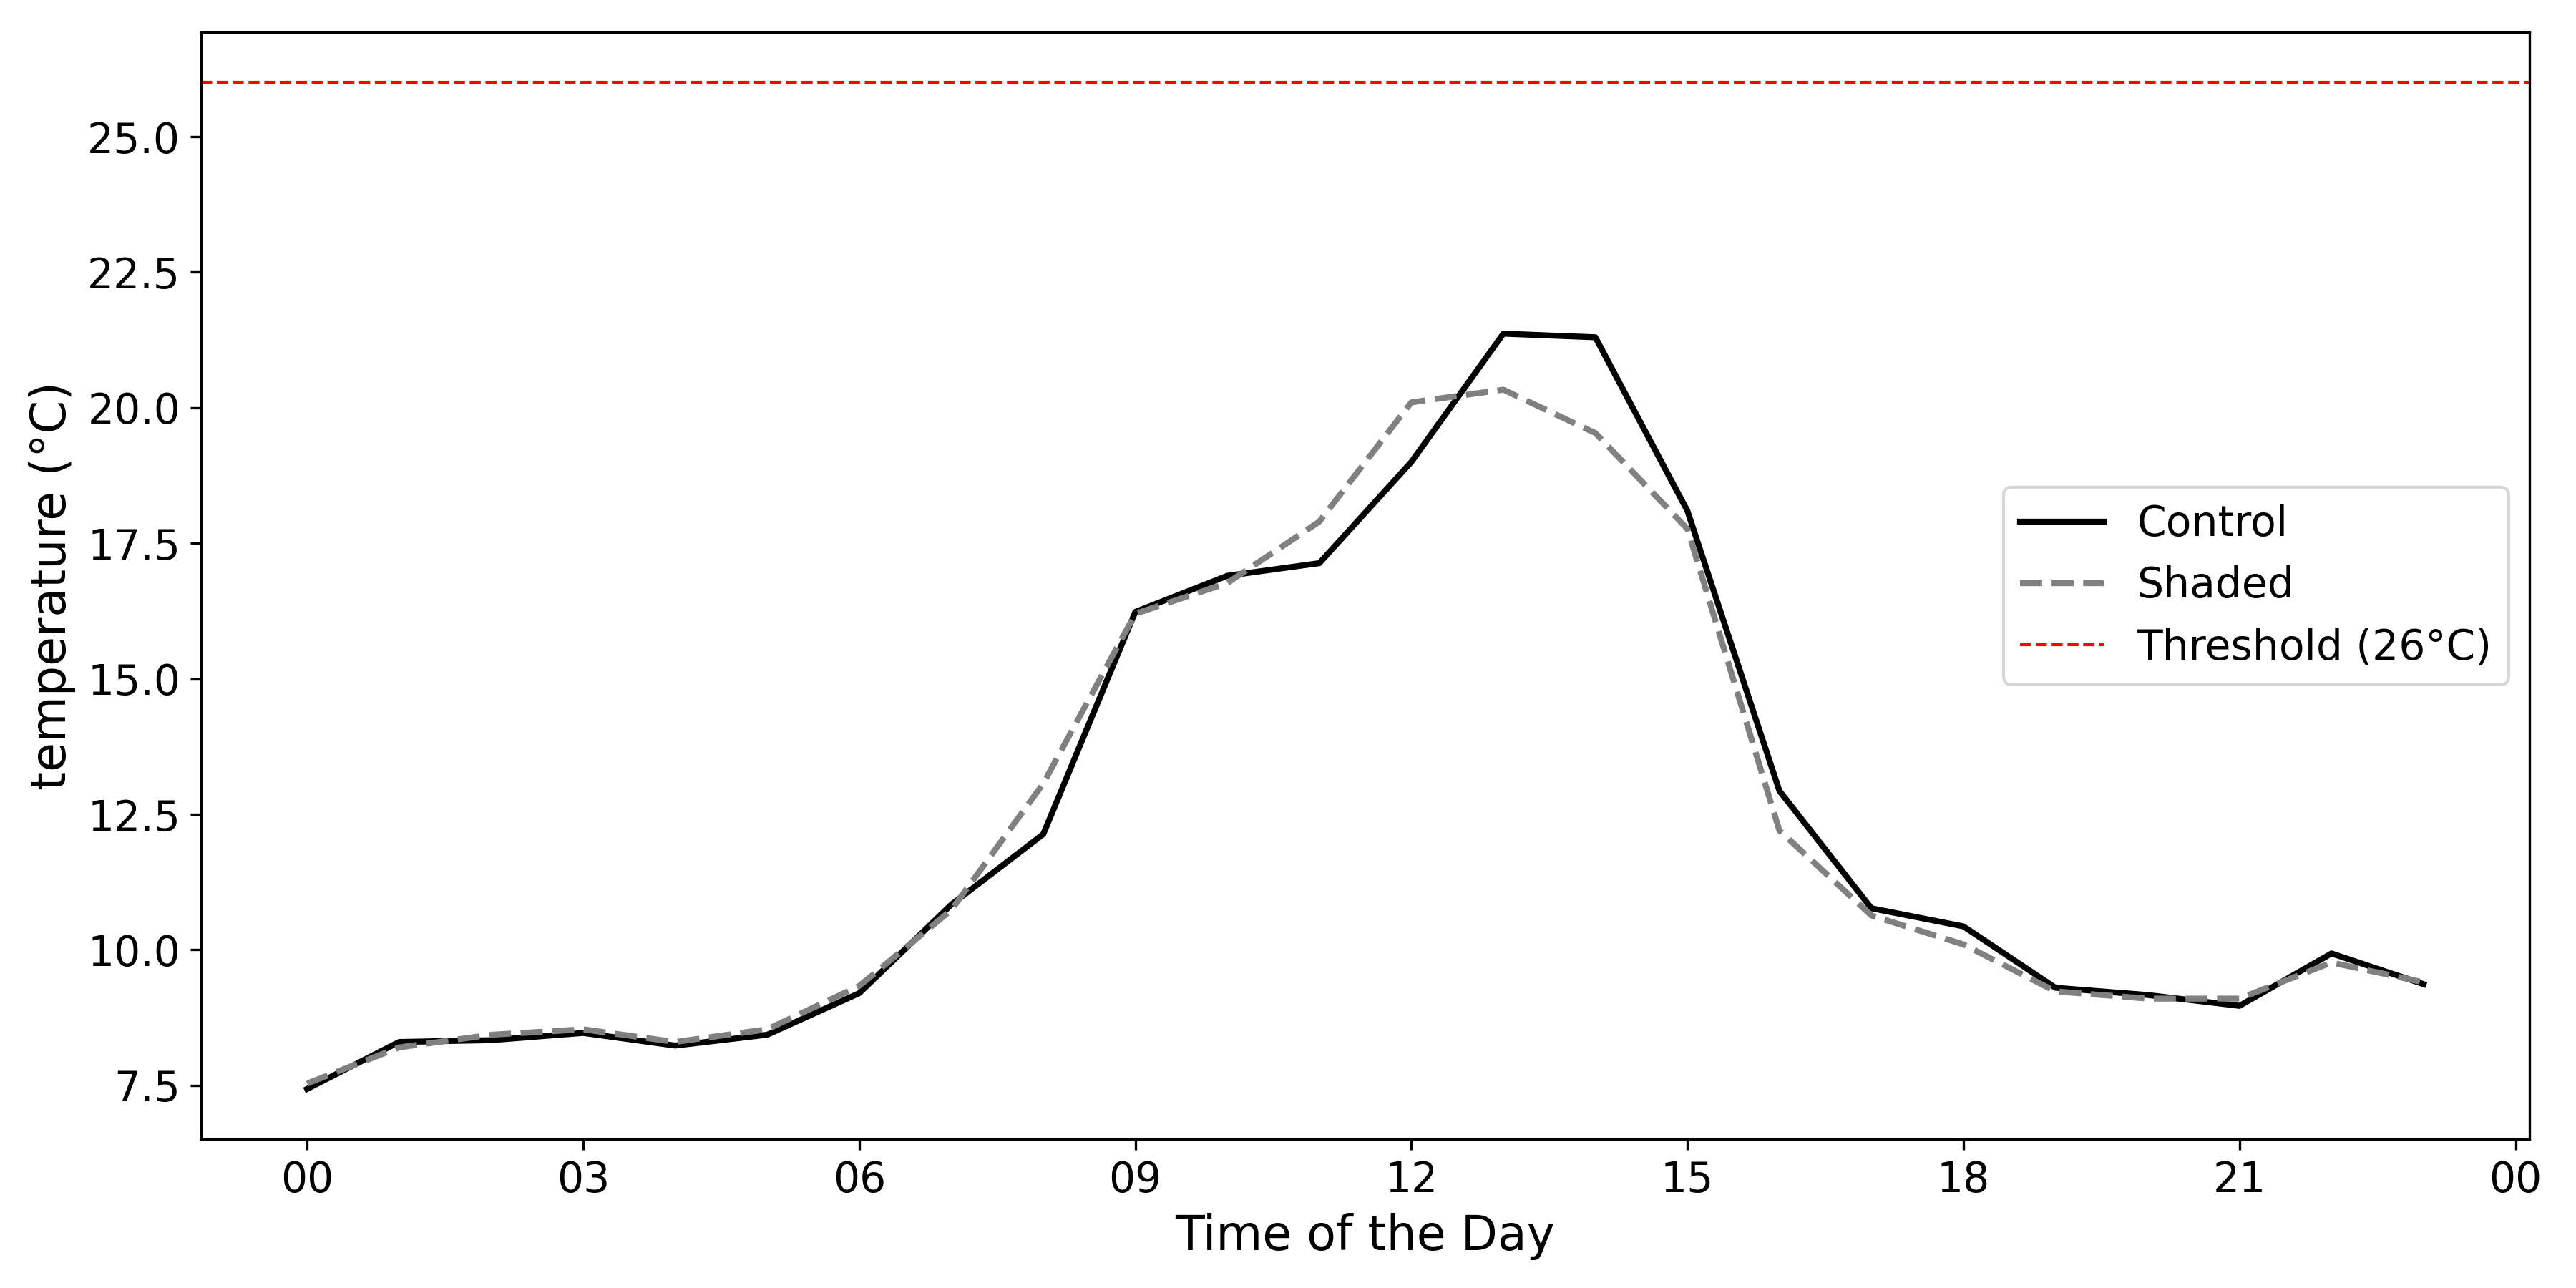 25.0
22.5
20.0
17.5
15.0
12.5
10.0
7.5
temperature (°C)
Control
Shaded
Threshold (26°C)
00 03 06 09 12 15 18 21 00
Time of the Day